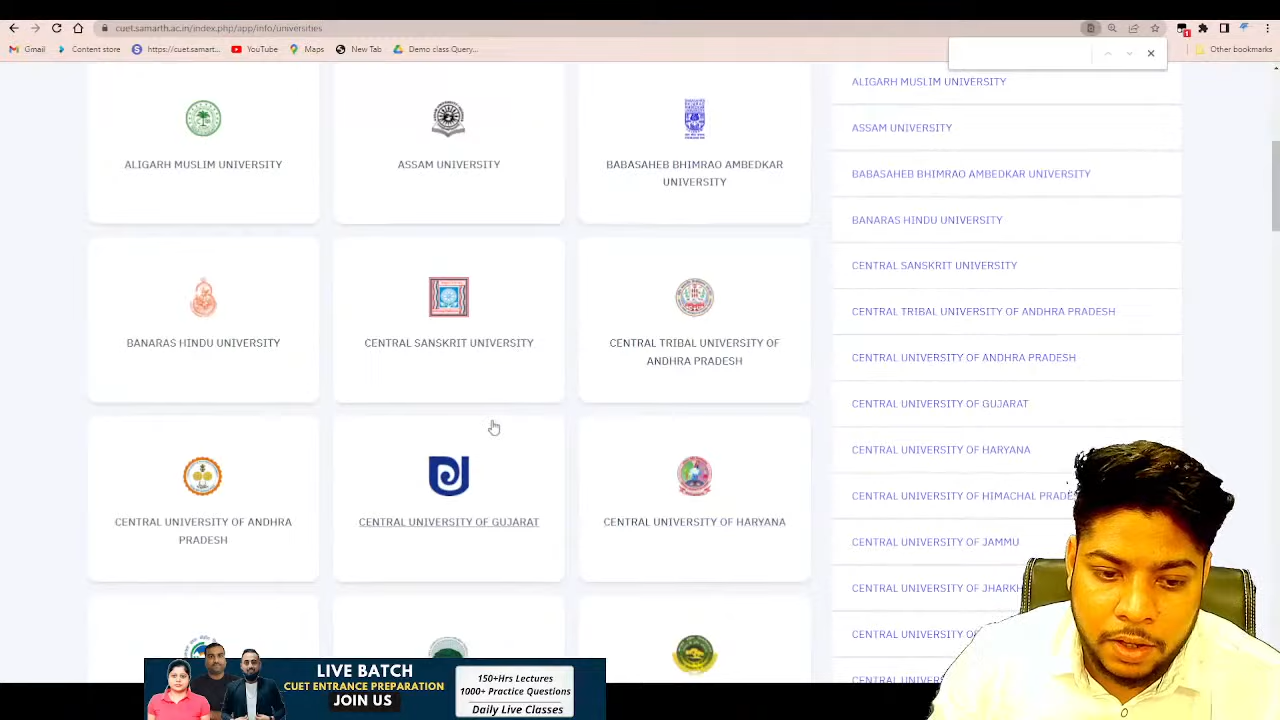 cuet.samarth.ac.in/index.php/app/info/universities
Gmail
Content store
https://cuet.samart...
YouTube
Maps
New Tab
Demo class (Query...
Other bookmarks
ALIGARH MUSLIM UNIVERSITY
ASSAM UNIVERSITY
BABASAHEB BHIMRAO AMBEDKAR
UNIVERSITY
BANARAS HINDU UNIVERSITY
CENTRAL SANSKRIT UNIVERSITY
CENTRAL TRIBAL UNIVERSITY OF
ANDHRA PRADESH
CENTRAL UNIVERSITY OF ANDHRA
PRADESH
CENTRAL UNIVERSITY OF GUJARAT
CENTRAL UNIVERSITY OF HARYANA
ALIGARH MUSLIM UNIVERSITY
ASSAM UNIVERSITY
BABASAHEB BHIMRAO AMBEDKAR UNIVERSITY
BANARAS HINDU UNIVERSITY
CENTRAL SANSKRIT UNIVERSITY
CENTRAL TRIBAL UNIVERSITY OF ANDHRA PRADESH
CENTRAL UNIVERSITY OF ANDHRA PRADESH
CENTRAL UNIVERSITY OF GUJARAT
CENTRAL UNIVERSITY OF HARYANA
CENTRAL UNIVERSITY OF HIMACHAL PRADES
CENTRAL UNIVERSITY OF JAMMU
CENTRAL UNIVERSITY OF JHARKH
CENTRAL UNIVERSITY O
LIVE BATCH
CUET ENTRANCE PREPARATION
JOIN US
150+Hrs Lectures
1000+ Practice Questions
Daily Live Classes